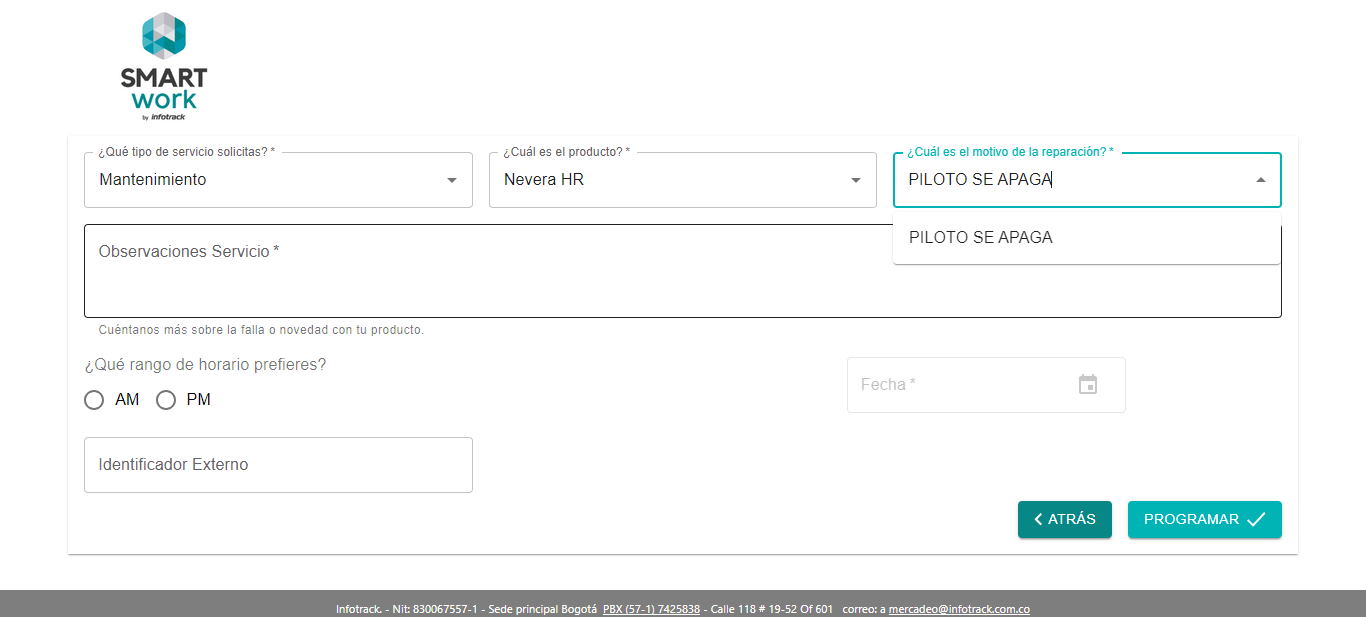 SMART
work
by infotrack
¿Qué tipo de servicio solicitas? *
Mantenimiento
¿Cuál es el producto? *
Nevera HR
¿Cuál es el motivo de la reparación? *
PILOTO SE APAGA
PILOTO SE APAGA
Observaciones Servicio *
Cuéntanos más sobre la falla o novedad con tu producto.
¿Qué rango de horario prefieres?
AM PM
Fecha *
Identificador Externo
ATRÁS
PROGRAMAR
Infotrack. - Nit: 830067557-1 - Sede principal Bogotá PBX (57-1) 7425838 - Calle 118 # 19-52 Of 601 correo: a mercadeo@infotrack.com.co